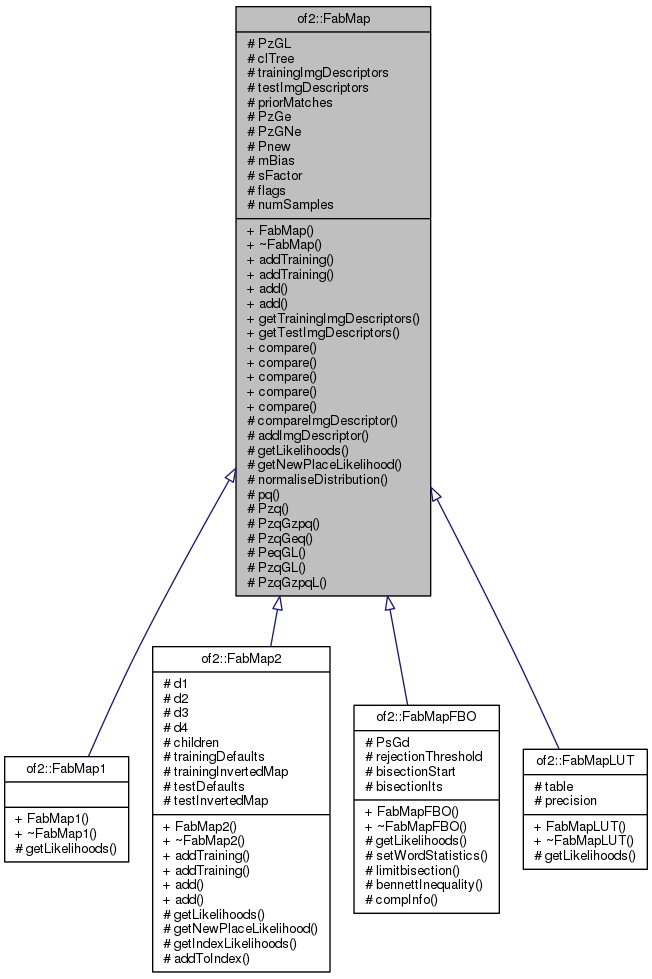 of2::FabMap
# PzGL
# clTree
# trainingImgDescriptors
# testImgDescriptors
# priorMatches
# PzGe
# PzGNe
# Pnew
# mBias
# sFactor
# flags
# numSamples
+ FabMap()
+ ~FabMap()
+ addTraining()
+ addTraining()
+ add()
+ add()
+ getTrainingImgDescriptors()
+ getTestImgDescriptors()
+ compare()
+ compare()
+ compare()
+ compare()
+ compare()
# compareImgDescriptor()
# addImgDescriptor()
# getLikelihoods()
# getNewPlaceLikelihood()
# normaliseDistribution()
# pq()
# Pzq()
# PzqGzpq()
# PzqGeq()
# PeqGL()
# PzqGL()
# PzqGzpqL()
of2::FabMap1
+ FabMap1()
+ ~FabMap1()
# getLikelihoods()
of2::FabMap2
# d1
# d2
# d3
# d4
# children
# trainingDefaults
# trainingInvertedMap
# testDefaults
# testInvertedMap
+ FabMap2()
+ ~FabMap2()
+ addTraining()
+ addTraining()
+ add()
+ add()
# getLikelihoods()
# getNewPlaceLikelihood()
# getIndexLikelihoods()
# addToIndex()
of2::FabMapFBO
# PsGd
# rejectionThreshold
# bisectionStart
# bisectionIts
+ FabMapFBO()
+ ~FabMapFBO()
# getLikelihoods()
# setWordStatistics()
# limitbisection()
# bennettInequality()
# compInfo()
of2::FabMapLUT
# table
# precision
+ FabMapLUT()
+ ~FabMapLUT()
# getLikelihoods()